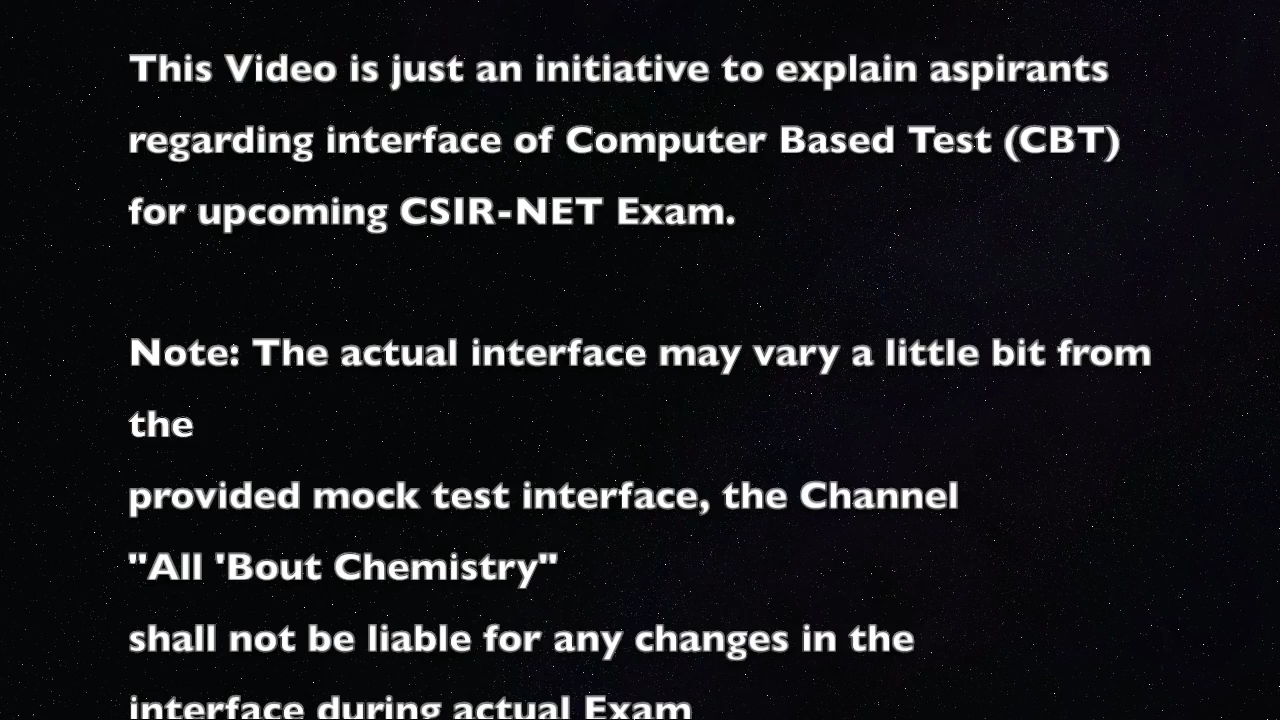 This Video is just an initiative to explain aspirants
regarding interface of Computer Based Test (CBT)
for upcoming CSIR-NET Exam.
Note: The actual interface may vary a little bit from
the
provided mock test interface, the Channel
"All 'Bout Chemistry"
shall not be liable for any changes in the
interface during actual Exam